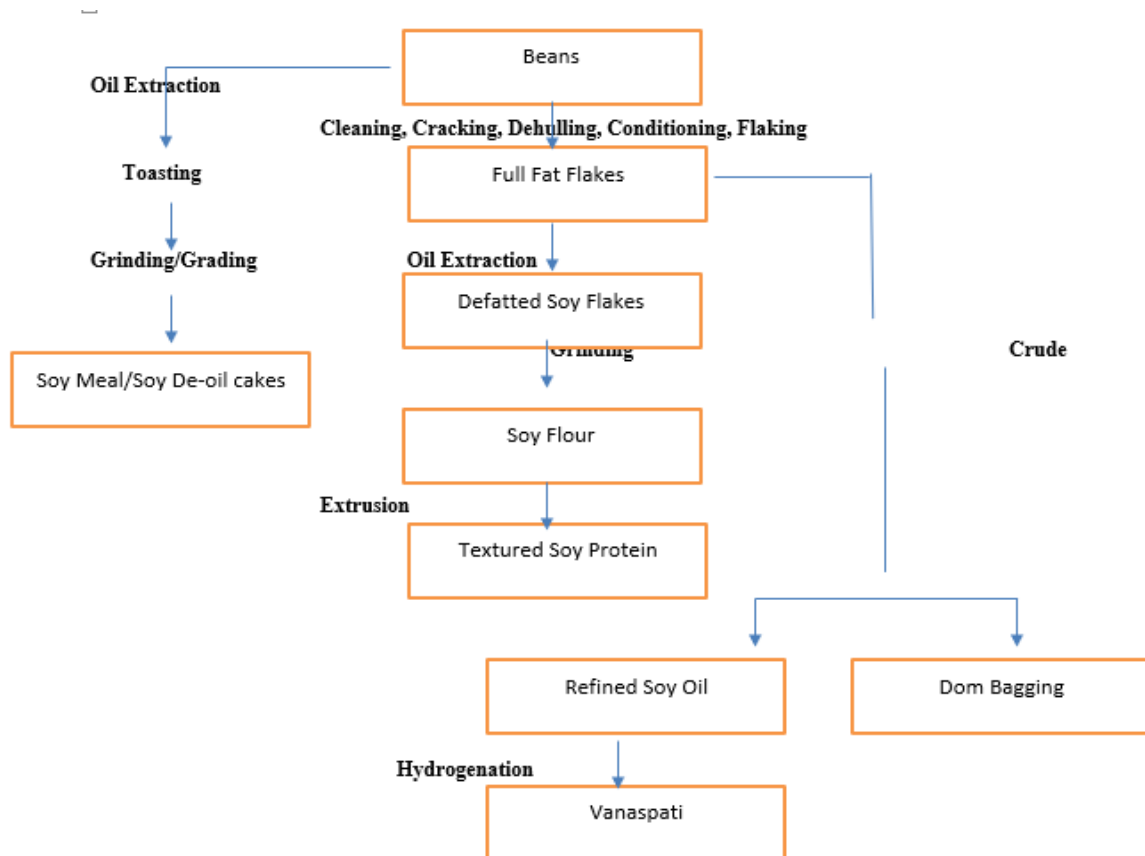 Beans
Oil Extraction
Cleaning, Cracking, Dehulling, Conditioning, Flaking
Toasting
Full Fat Flakes
Grinding/Grading
Oil Extraction
Defatted Soy Flakes
Grinding
Crude
Soy Meal/Soy De-oil cakes
Soy Flour
Extrusion
Textured Soy Protein
Refined Soy Oil
Dom Bagging
Hydrogenation
Vanaspati